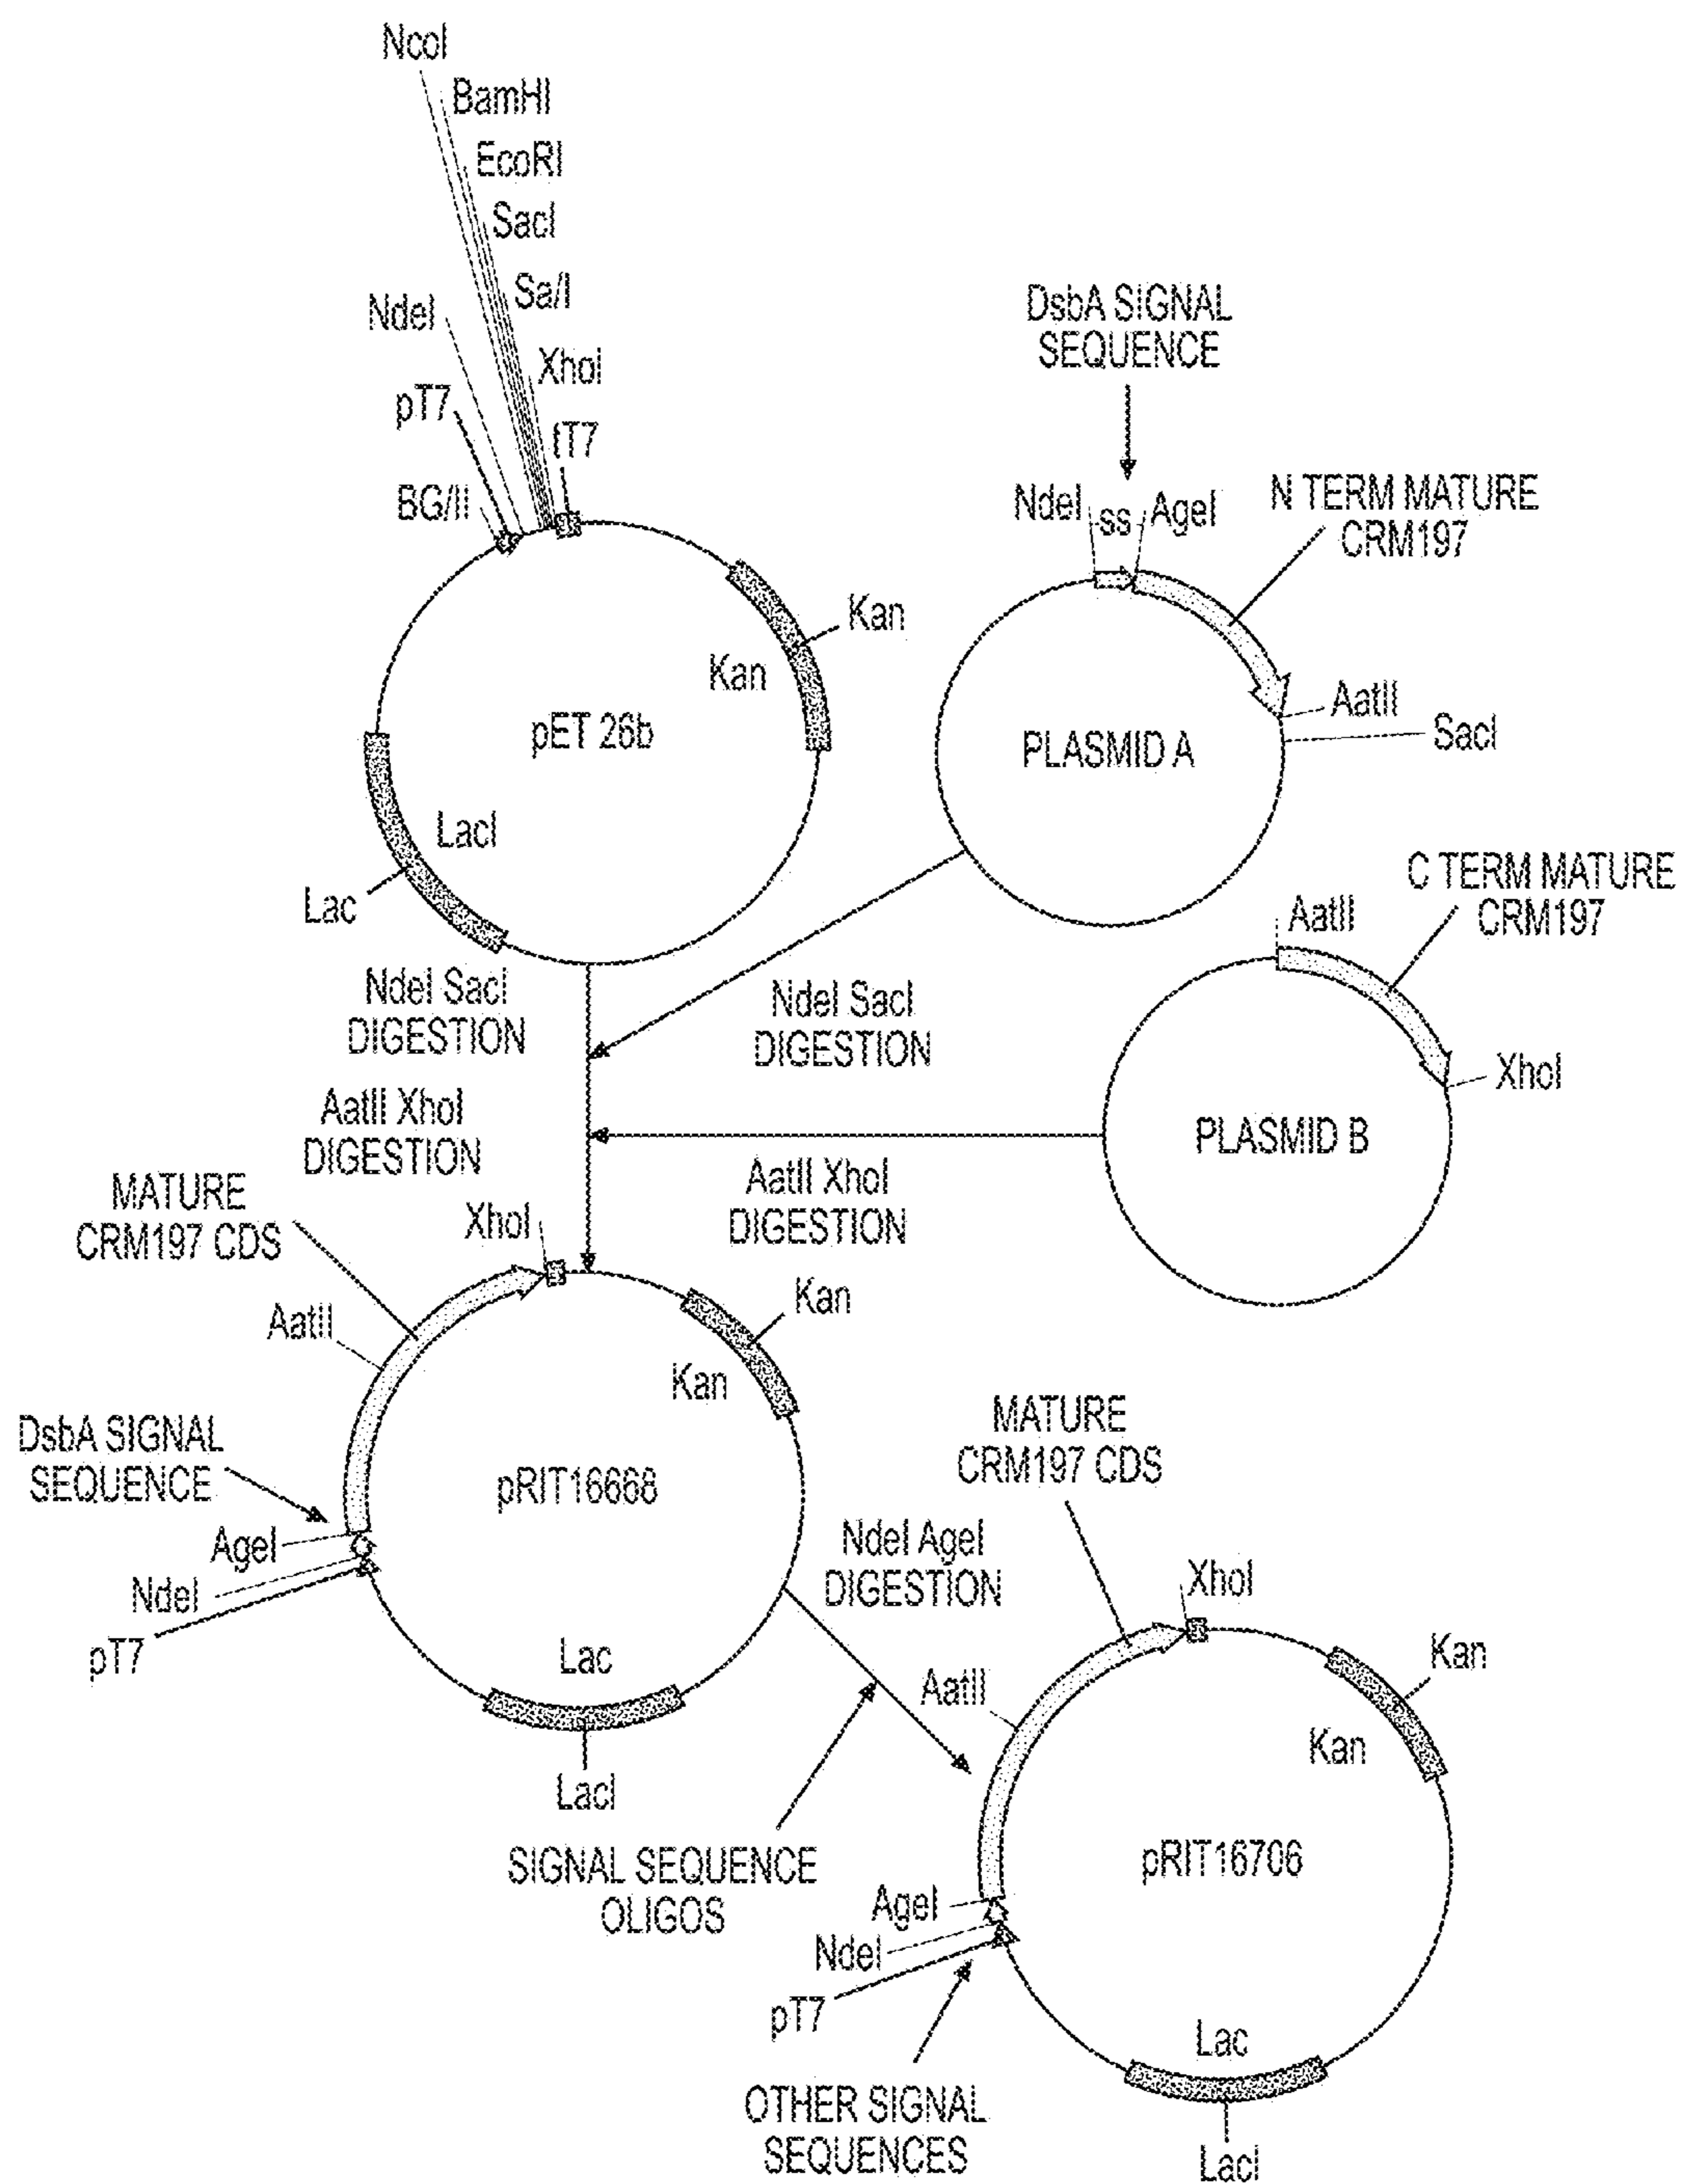 NcoI
BamHI
EcoRI
SacI
Sa/I
NdeI
XhoI
pT7
tT7
BG/II
Kan
Kan
pET 26b
LacI
Lac
DsbA SIGNAL
SEQUENCE
NdeI
ss
AgeI
N TERM MATURE
CRM197
AatII
SacI
PLASMID A
C TERM MATURE
CRM197
AatII
XhoI
PLASMID B
NdeI SacI
DIGESTION
NdeI SacI
DIGESTION
AatII XhoI
DIGESTION
AatII XhoI
DIGESTION
MATURE
CRM197 CDS
XhoI
AatII
Kan
Kan
DsbA SIGNAL
SEQUENCE
pRIT16668
AgeI
NdeI
pT7
Lac
LacI
NdeI AgeI
DIGESTION
SIGNAL SEQUENCE
OLIGOS
MATURE
CRM197 CDS
XhoI
AatII
Kan
Kan
pRIT16706
AgeI
NdeI
pT7
Lac
LacI
OTHER SIGNAL
SEQUENCES